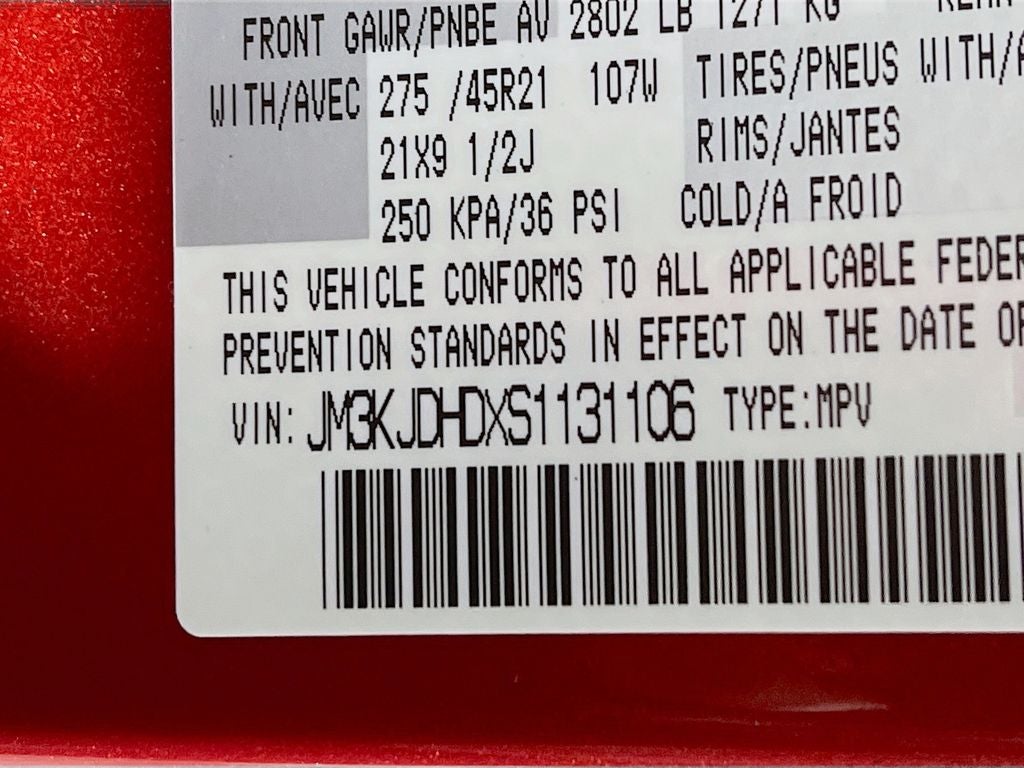 FRONT GAWR/PNBE AV 2802 LB 1271 KG
WITH/AVEC 275 /45R21 107W TIRES/PNEUS WITH/A
21X9 1/2J RIMS/JANTES
250 KPA/36 PSI COLD/A FROID
THIS VEHICLE CONFORMS TO ALL APPLICABLE FEDER
PREVENTION STANDARDS IN EFFECT ON THE DATE OF
VIN: JM3KJDHDXS1131106 TYPE:MPV